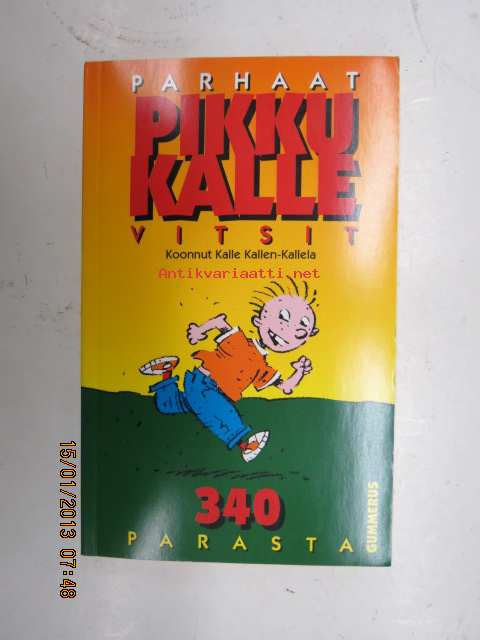 PARHAAT
PIKKU
KALLE
VITSIT
Koonnut Kalle Kallen-Kallela
Antikvariaatti.net
340
PARASTA
GUMMERUS
15/01/2013 07:48